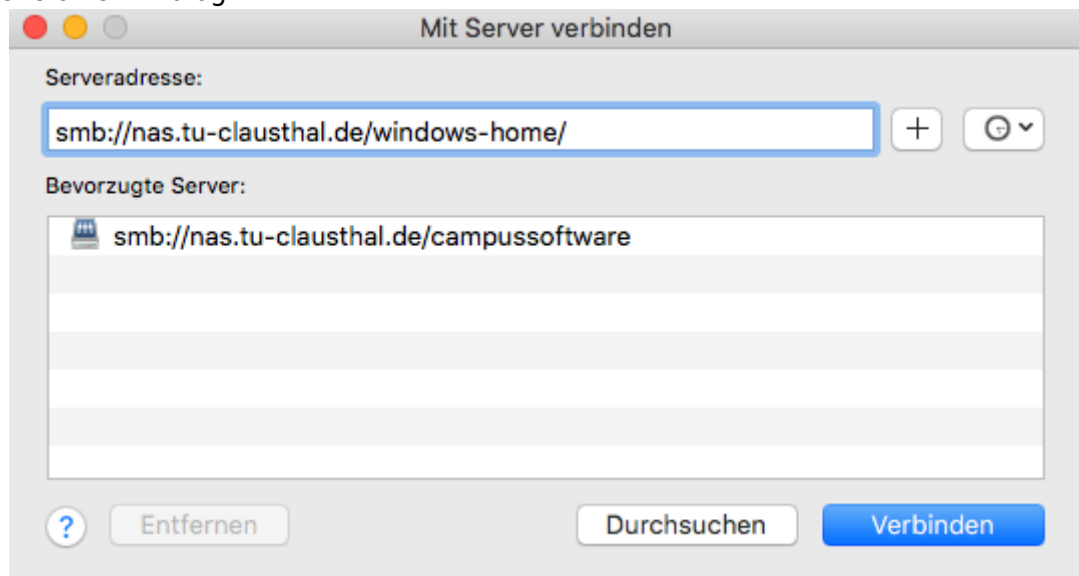 Mit Server verbinden
Serveradresse:
smb://nas.tu-clausthal.de/windows-home/
+
Bevorzugte Server:
smb://nas.tu-clausthal.de/campussoftware
? Entfernen Durchsuchen Verbinden